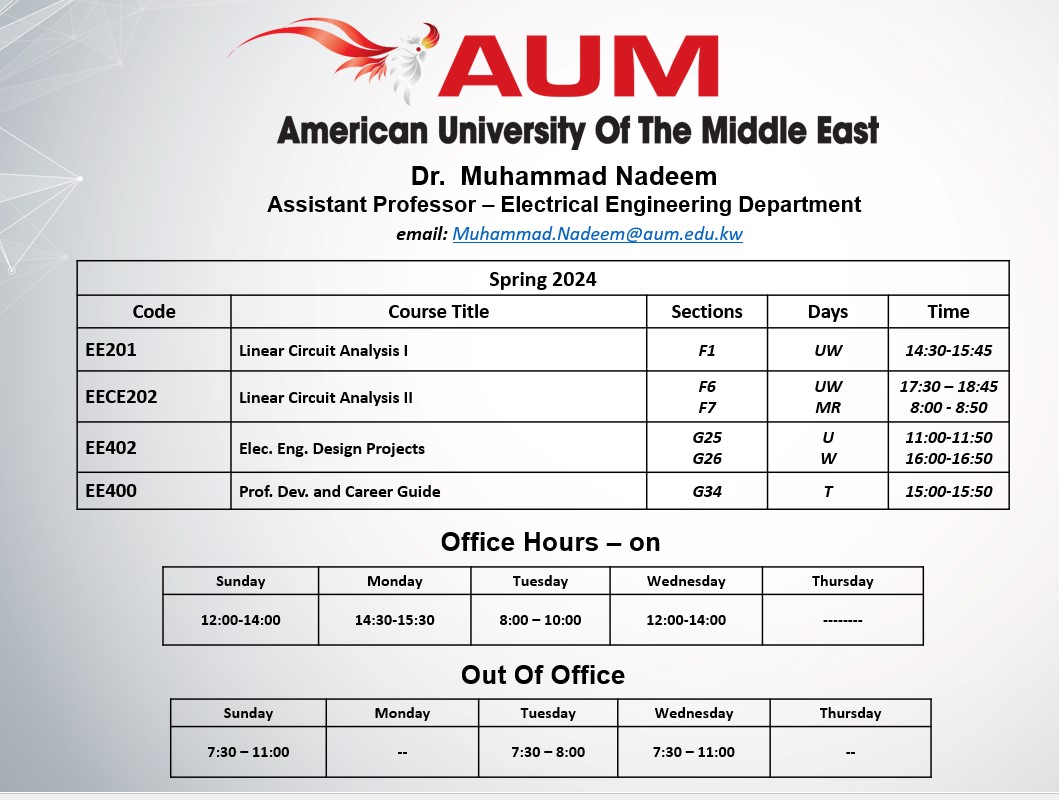 AUM
American University Of The Middle East
Dr. Muhammad Nadeem
Assistant Professor – Electrical Engineering Department
email: Muhammad.Nadeem@aum.edu.kw
Spring 2024
Code Course Title Sections Days Time
EE201 Linear Circuit Analysis I F1 UW 14:30-15:45
EECE202 Linear Circuit Analysis II F6 UW 17:30 – 18:45
F7 MR 8:00 - 8:50
EE402 Elec. Eng. Design Projects G25 U 11:00-11:50
G26 W 16:00-16:50
EE400 Prof. Dev. and Career Guide G34 T 15:00-15:50
Office Hours – on
Sunday Monday Tuesday Wednesday Thursday
12:00-14:00 14:30-15:30 8:00 – 10:00 12:00-14:00 --------
Out Of Office
Sunday Monday Tuesday Wednesday Thursday
7:30 – 11:00 -- 7:30 – 8:00 7:30 – 11:00 --